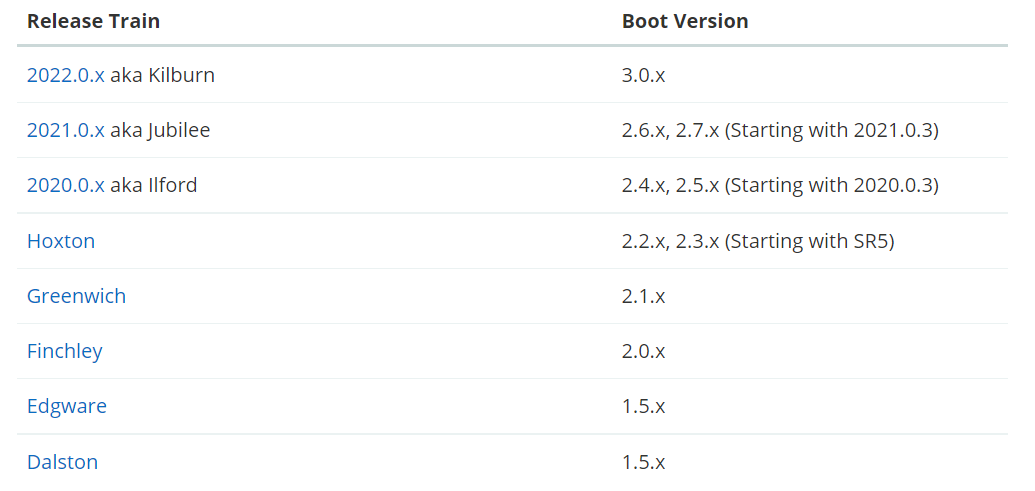 Release Train Boot Version
2022.0.x aka Kilburn 3.0.x
2021.0.x aka Jubilee 2.6.x, 2.7.x (Starting with 2021.0.3)
2020.0.x aka Ilford 2.4.x, 2.5.x (Starting with 2020.0.3)
Hoxton 2.2.x, 2.3.x (Starting with SR5)
Greenwich 2.1.x
Finchley 2.0.x
Edgware 1.5.x
Dalston 1.5.x